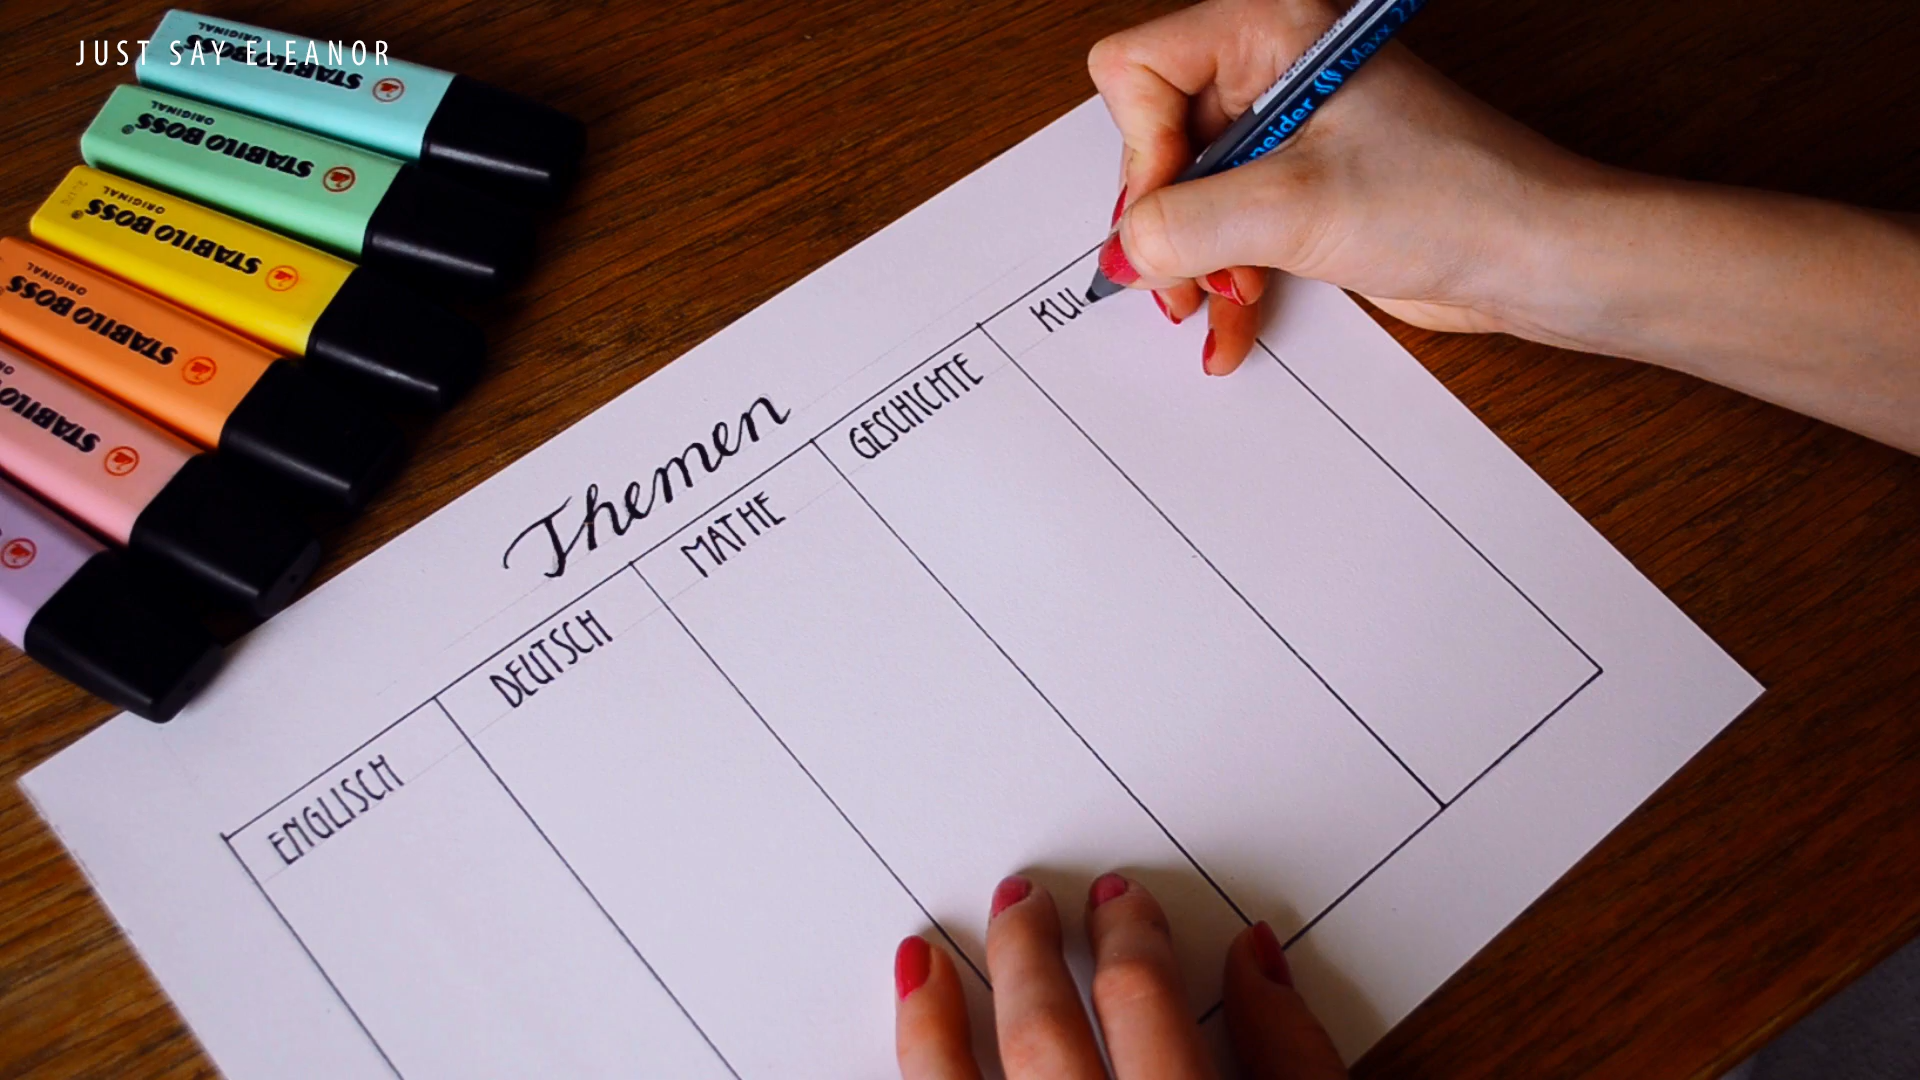 JUST SAY ELEANOR
STABILO BOSS
ORIGINAL
STABILO BOSS
ORIGINAL
STABILO BOSS
ORIGINAL
STABILO BOSS
ORIGINAL
STABILO
Maxx
Themen
ENGLISCH
DEUTSCH
MATHE
GESCHICHTE
KU